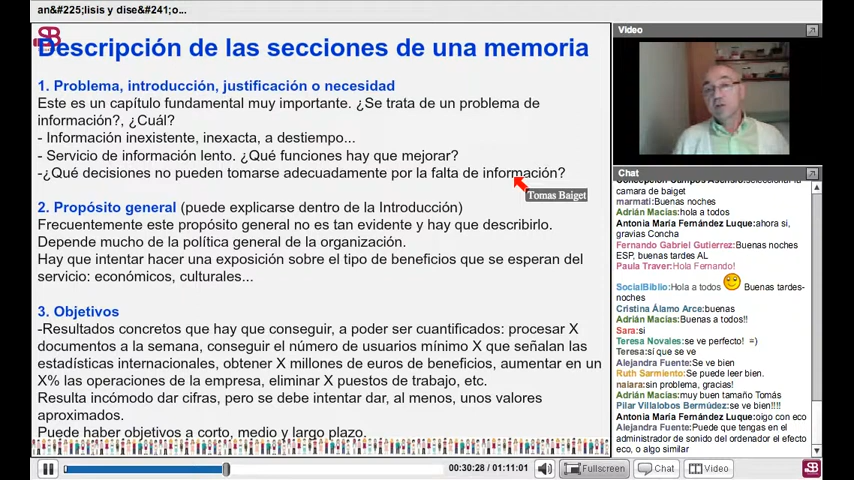 an&#225;lisis y dise&#241;o...
Descripción de las secciones de una memoria
1. Problema, introducción, justificación o necesidad
Este es un capítulo fundamental muy importante. ¿Se trata de un problema de
información?, ¿Cuál?
- Información inexistente, inexacta, a destiempo...
- Servicio de información lento. ¿Qué funciones hay que mejorar?
-¿Qué decisiones no pueden tomarse adecuadamente por la falta de información?
Tomas Baiget
2. Propósito general (puede explicarse dentro de la Introducción)
Frecuentemente este propósito general no es tan evidente y hay que describirlo.
Depende mucho de la política general de la organización.
Hay que intentar hacer una exposición sobre el tipo de beneficios que se esperan del
servicio: económicos, culturales...
3. Objetivos
-Resultados concretos que hay que conseguir, a poder ser cuantificados: procesar X
documentos a la semana, conseguir el número de usuarios mínimo X que señalan las
estadísticas internacionales, obtener X millones de euros de beneficios, aumentar en un
X% las operaciones de la empresa, eliminar X puestos de trabajo, etc.
Resulta incómodo dar cifras, pero se debe intentar dar, al menos, unos valores
aproximados.
Puede haber objetivos a corto, medio y largo plazo.
Video
Chat
camara de baiget
marmati:Buenas noches
Adrián Macías:hola a todos
Antonia María Fernández Luque:ahora si,
gravias Concha
Fernando Gabriel Gutierrez:Buenas noches
ESP, buenas tardes AL
Paula Traver:Hola Fernando!
SocialBiblio:Hola a todos Buenas tardes-
noches
Cristina Álamo Arce:buenas
Adrián Macías:Buenas a todos!!
Sara:si
Teresa Novales:se ve perfecto! =)
Teresa:sí que se ve
Alejandra Fuente:Se ve bien
Ruth Sarmiento:Se puede leer bien.
naiara:sin problema, gracias!
Adrián Macías:muy buen tamaño Tomás
Pilar Villalobos Bermúdez:se ve bien!!!!
Antonia María Fernández Luque:oigo con eco
Alejandra Fuente:Puede que tengas en el
administrador de sonido del ordenador el efecto
eco, o algo similar
00:30:28 / 01:11:01
Fullscreen
Chat
Video